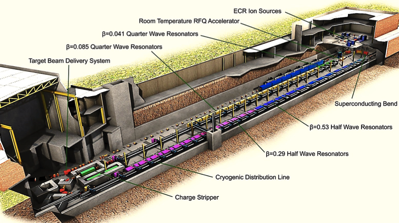 ECR Ion Sources
Room Temperature RFQ Accelerator
β=0.041 Quarter Wave Resonators
β=0.085 Quarter Wave Resonators
Target Beam Delivery System
Superconducting Bend
β=0.53 Half Wave Resonators
β=0.29 Half Wave Resonators
Cryogenic Distribution Line
Charge Stripper